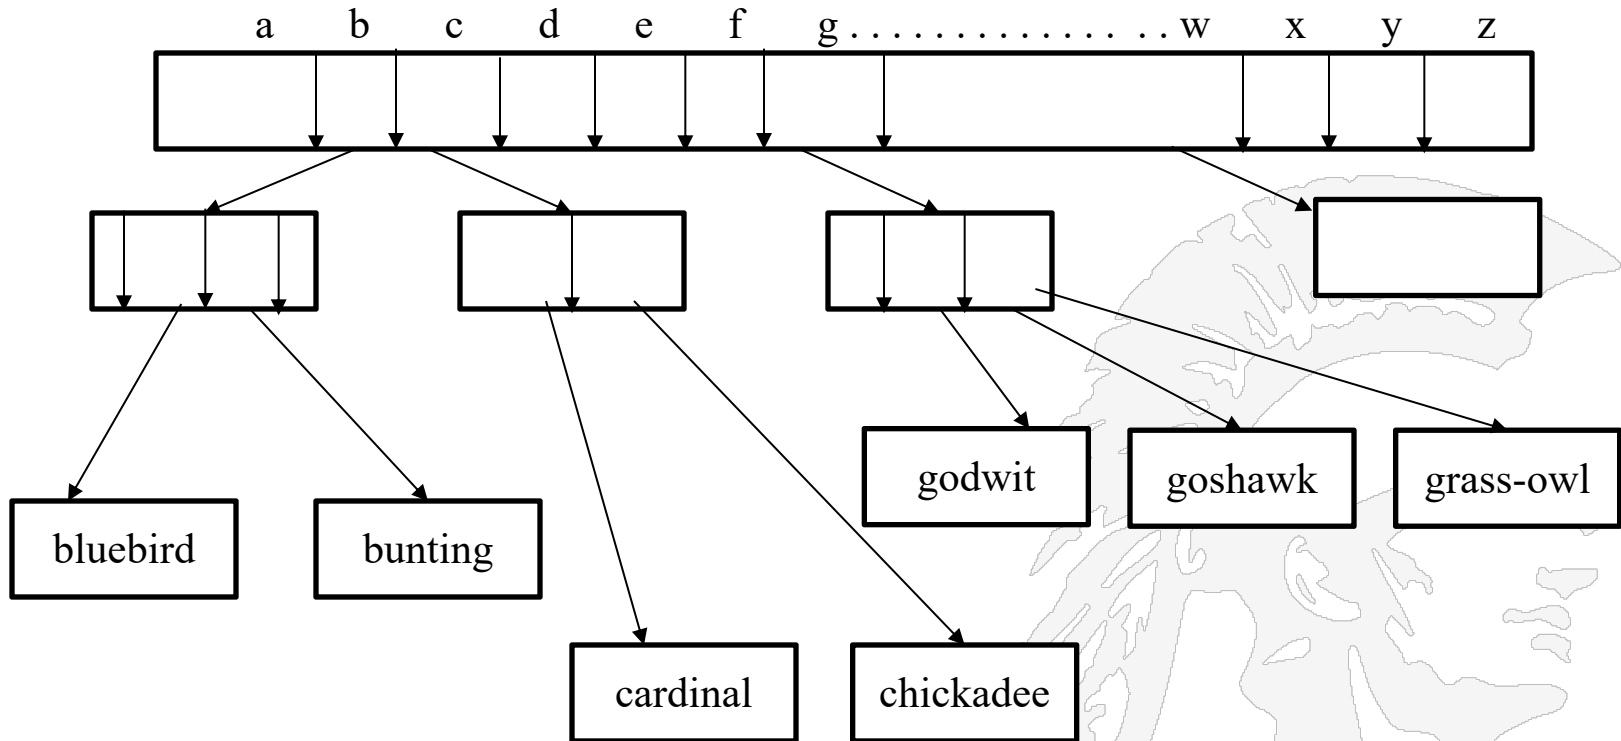 a b c d e f g . . . . . . . . . . . . . . . . w x y z
godwit goshawk grass-owl
bluebird bunting
cardinal chickadee